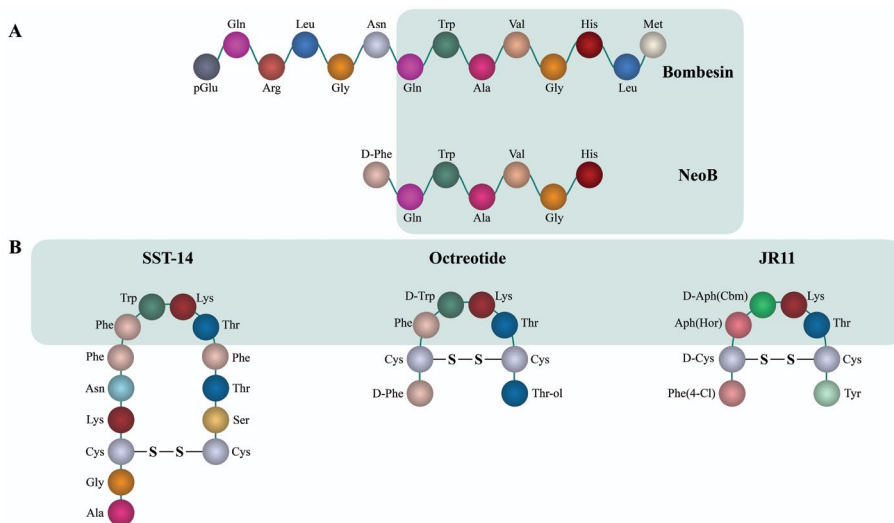 A
Gln Leu Asn Trp Val His Met
pGlu Arg Gly Gln Ala Gly Leu
Bombesin
D-Phe Trp Val His
NeoB
Gln Ala Gly
B
SST-14 Octreotide JR11
Trp Lys D-Trp Lys D-Aph(Cbm) Lys
Phe Thr Phe Thr Aph(Hor) Thr
Phe Phe Cys S S Cys D-Cys S S Cys
Asn Thr D-Phe Thr-ol Phe(4-Cl) Tyr
Lys Ser
Cys S S Cys
Gly
Ala